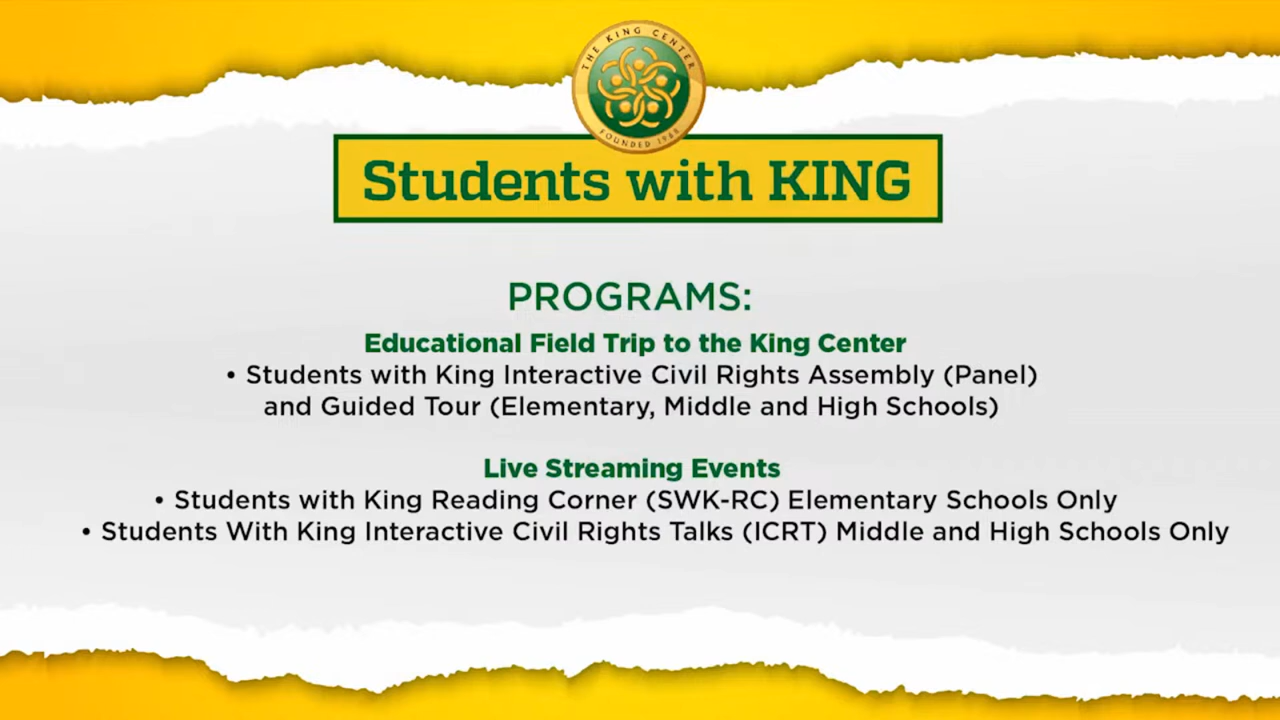 THE KING CENTER
FOUNDED 1968
Students with KING
PROGRAMS:
Educational Field Trip to the King Center
• Students with King Interactive Civil Rights Assembly (Panel)
and Guided Tour (Elementary, Middle and High Schools)
Live Streaming Events
• Students with King Reading Corner (SWK-RC) Elementary Schools Only
• Students With King Interactive Civil Rights Talks (ICRT) Middle and High Schools Only